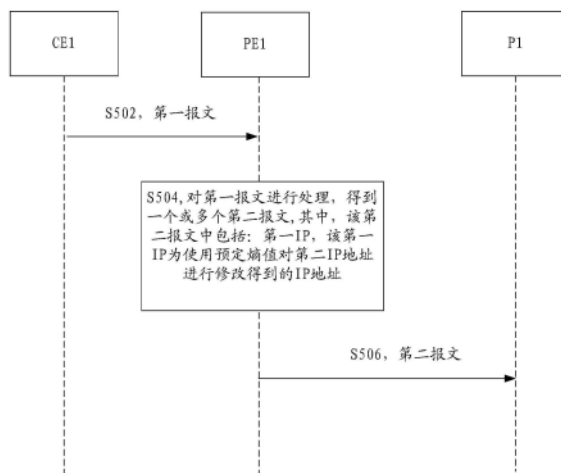 CE1
PE1
P1
S502，第一报文
S504,对第一报文进行处理，得到
一个或多个第二报文,其中，该第
二报文中包括：第一IP，该第一
IP为使用预定熵值对第二IP地址
进行修改得到的IP地址
S506，第二报文